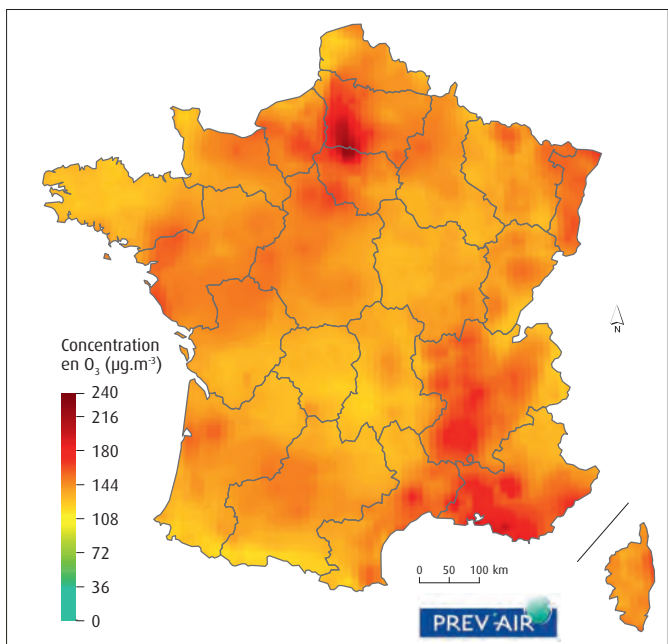 Concentration
en O₃ (µg.m⁻³)
240
216
180
144
108
72
36
0
N
0 50 100 km
PREV'AIR